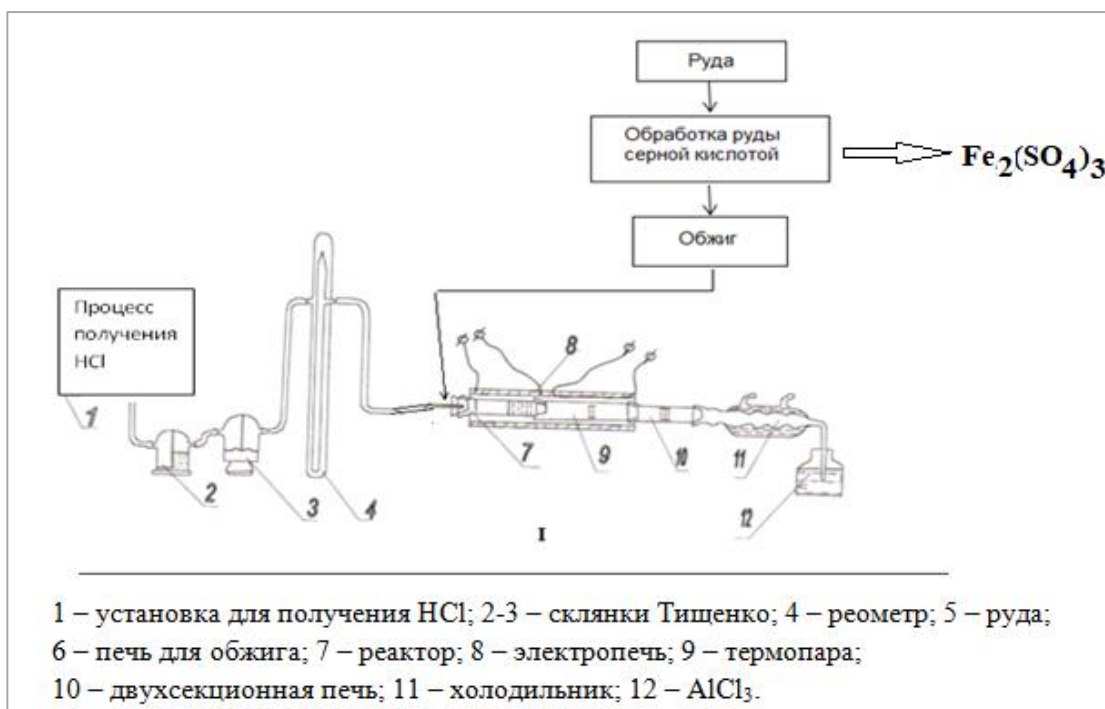 Руда
Обработка руды
серной кислотой
Fe2(SO4)3
Обжиг
Процесс
получения
HCl
1
2
3
4
7
8
9
10
11
12
I
1 – установка для получения HCl; 2-3 – склянки Тищенко; 4 – реометр; 5 – руда;
6 – печь для обжига; 7 – реактор; 8 – электропечь; 9 – термопара;
10 – двухсекционная печь; 11 – холодильник; 12 – AlCl3.